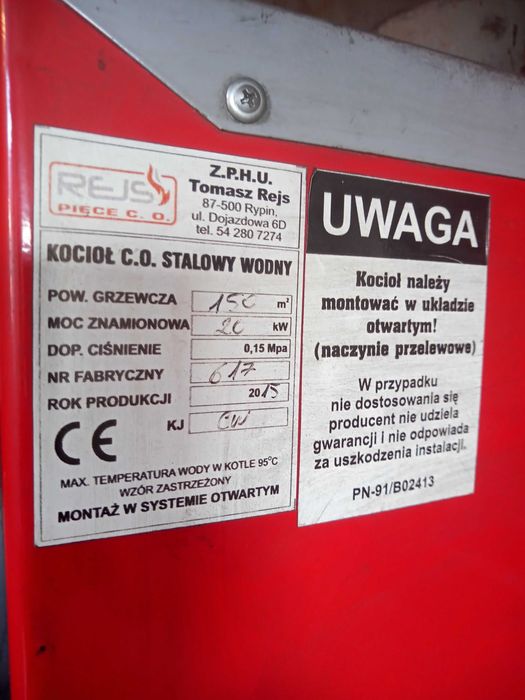 REJS
PIĘCE C. O.
Z.P.H.U.
Tomasz Rejs
87-500 Rypin,
ul. Dojazdowa 6D
tel. 54 280 7274
KOCIOŁ C.O. STALOWY WODNY
POW. GRZEWCZA 150 m²
MOC ZNAMIONOWA 20 kW
DOP. CIŚNIENIE 0,15 Mpa
NR FABRYCZNY 617
ROK PRODUKCJI 2015
CE KJ
MAX. TEMPERATURA WODY W KOTLE 95°C
WZÓR ZASTRZEŻONY
MONTAŻ W SYSTEMIE OTWARTYM
UWAGA
Kocioł należy
montować w układzie
otwartym!
(naczynie przelewowe)
W przypadku
nie dostosowania się
producent nie udziela
gwarancji i nie odpowiada
za uszkodzenia instalacji.
PN-91/B02413